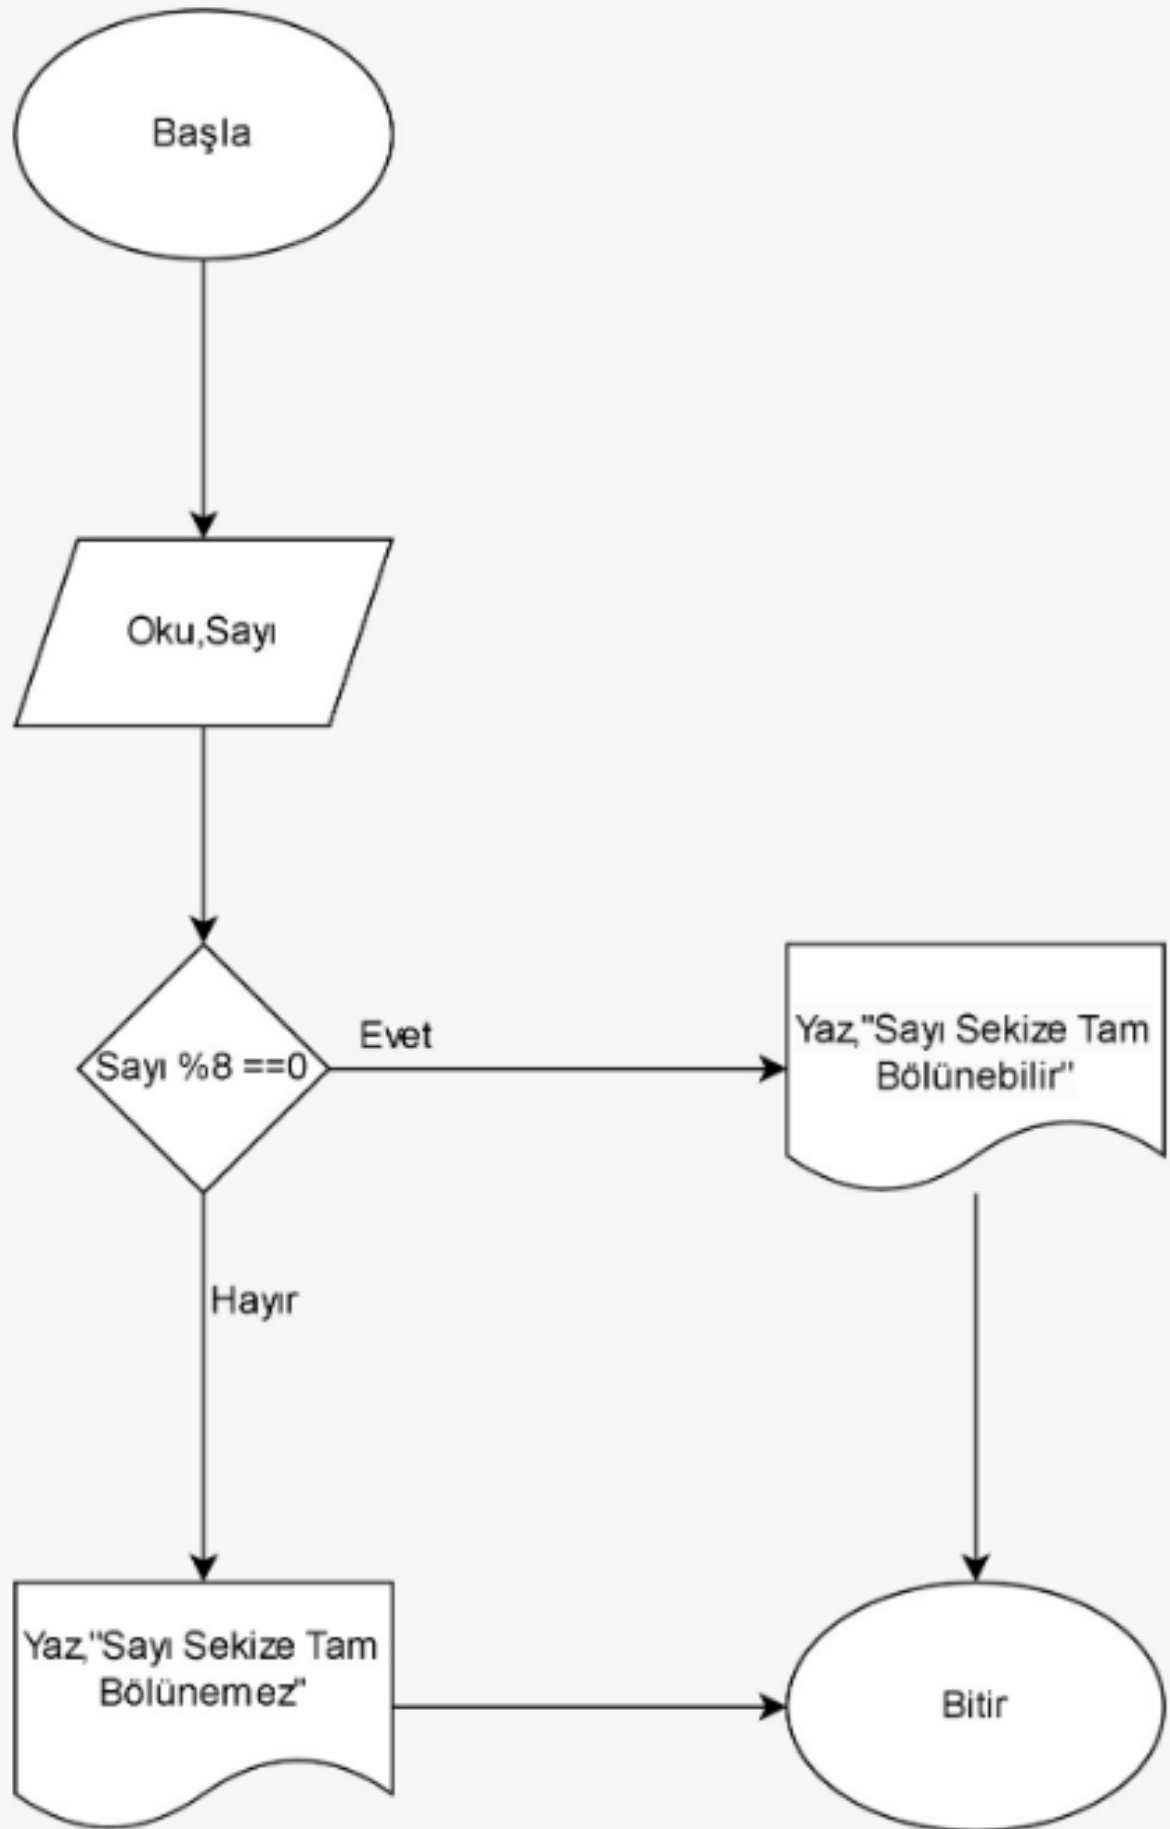 Başla
Oku,Sayı
Sayı %8 ==0
Evet
Yaz,"Sayı Sekize Tam
Bölünebilir"
Hayır
Yaz,"Sayı Sekize Tam
Bölünemez"
Bitir